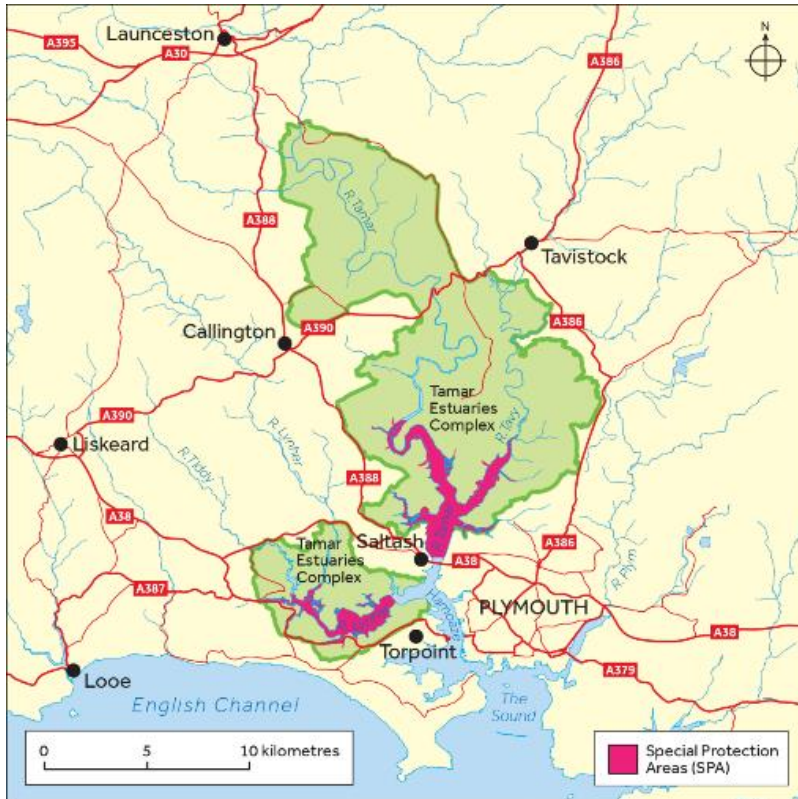 Launceston
A395
A30
A386
N
R.Tamar
A388
Tavistock
Callington
A390
A386
Tamar
Estuaries
Complex
R.Tavy
A390
Liskeard
R.Tiddy
R.Lynher
A388
A38
Tamar
Estuaries
Complex
Saltash
A38
A386
R.Plym
A387
Hamoaze
PLYMOUTH
A38
Torpoint
A379
Looe
English Channel
The
Sound
0 5 10 kilometres
Special Protection
Areas (SPA)